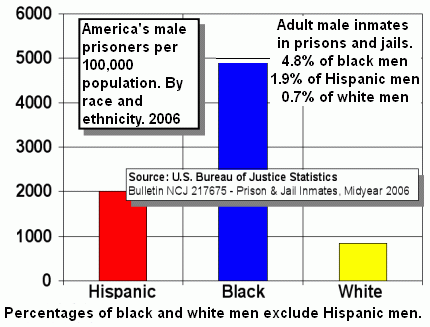 America's male
prisoners per
100,000
population. By
race and
ethnicity. 2006
Adult male inmates
in prisons and jails.
4.8% of black men
1.9% of Hispanic men
0.7% of white men
6000
5000
4000
3000
2000
1000
0
Source: U.S. Bureau of Justice Statistics
Bulletin NCJ 217675 - Prison & Jail Inmates, Midyear 2006
Hispanic
Black
White
Percentages of black and white men exclude Hispanic men.